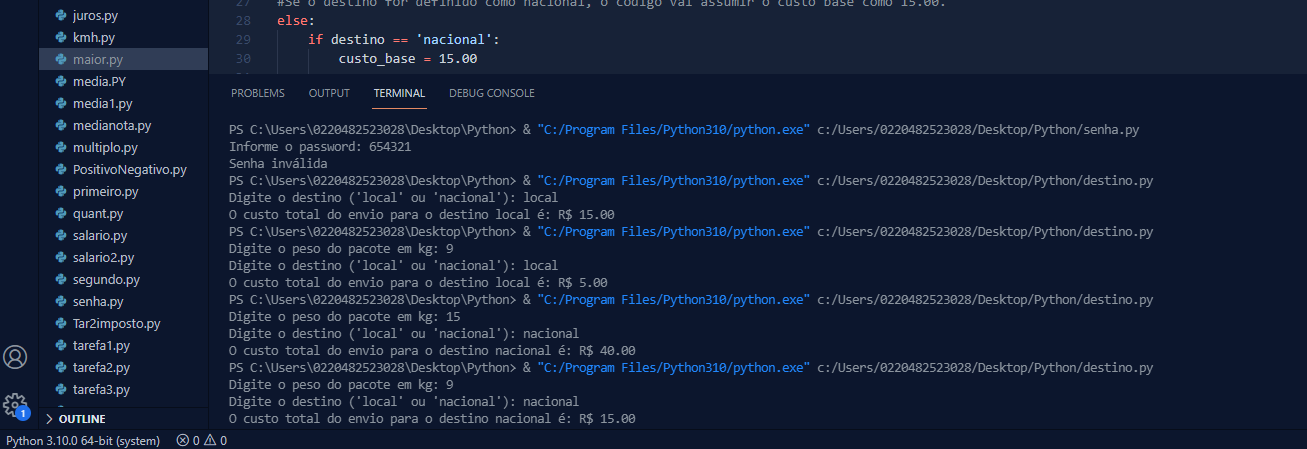 juros.py
kmh.py
maior.py
media.PY
media1.py
medianota.py
multiplo.py
PositivoNegativo.py
primeiro.py
quant.py
salario.py
salario2.py
segundo.py
senha.py
Tar2imposto.py
tarefa1.py
tarefa2.py
tarefa3.py
OUTLINE
1
27 #Se o destino for definido como nacional, o código vai assumir o custo base como 15.00.
28 else:
29 if destino == 'nacional':
30 custo_base = 15.00
PROBLEMS OUTPUT TERMINAL DEBUG CONSOLE
PS C:\Users\0220482523028\Desktop\Python> & "C:/Program Files/Python310/python.exe" c:/Users/0220482523028/Desktop/Python/senha.py
Informe o password: 654321
Senha inválida
PS C:\Users\0220482523028\Desktop\Python> & "C:/Program Files/Python310/python.exe" c:/Users/0220482523028/Desktop/Python/destino.py
Digite o destino ('local' ou 'nacional'): local
O custo total do envio para o destino local é: R$ 15.00
PS C:\Users\0220482523028\Desktop\Python> & "C:/Program Files/Python310/python.exe" c:/Users/0220482523028/Desktop/Python/destino.py
Digite o peso do pacote em kg: 9
Digite o destino ('local' ou 'nacional'): local
O custo total do envio para o destino local é: R$ 5.00
PS C:\Users\0220482523028\Desktop\Python> & "C:/Program Files/Python310/python.exe" c:/Users/0220482523028/Desktop/Python/destino.py
Digite o peso do pacote em kg: 15
Digite o destino ('local' ou 'nacional'): nacional
O custo total do envio para o destino nacional é: R$ 40.00
PS C:\Users\0220482523028\Desktop\Python> & "C:/Program Files/Python310/python.exe" c:/Users/0220482523028/Desktop/Python/destino.py
Digite o peso do pacote em kg: 9
Digite o destino ('local' ou 'nacional'): nacional
O custo total do envio para o destino nacional é: R$ 15.00
Python 3.10.0 64-bit (system) 0 0